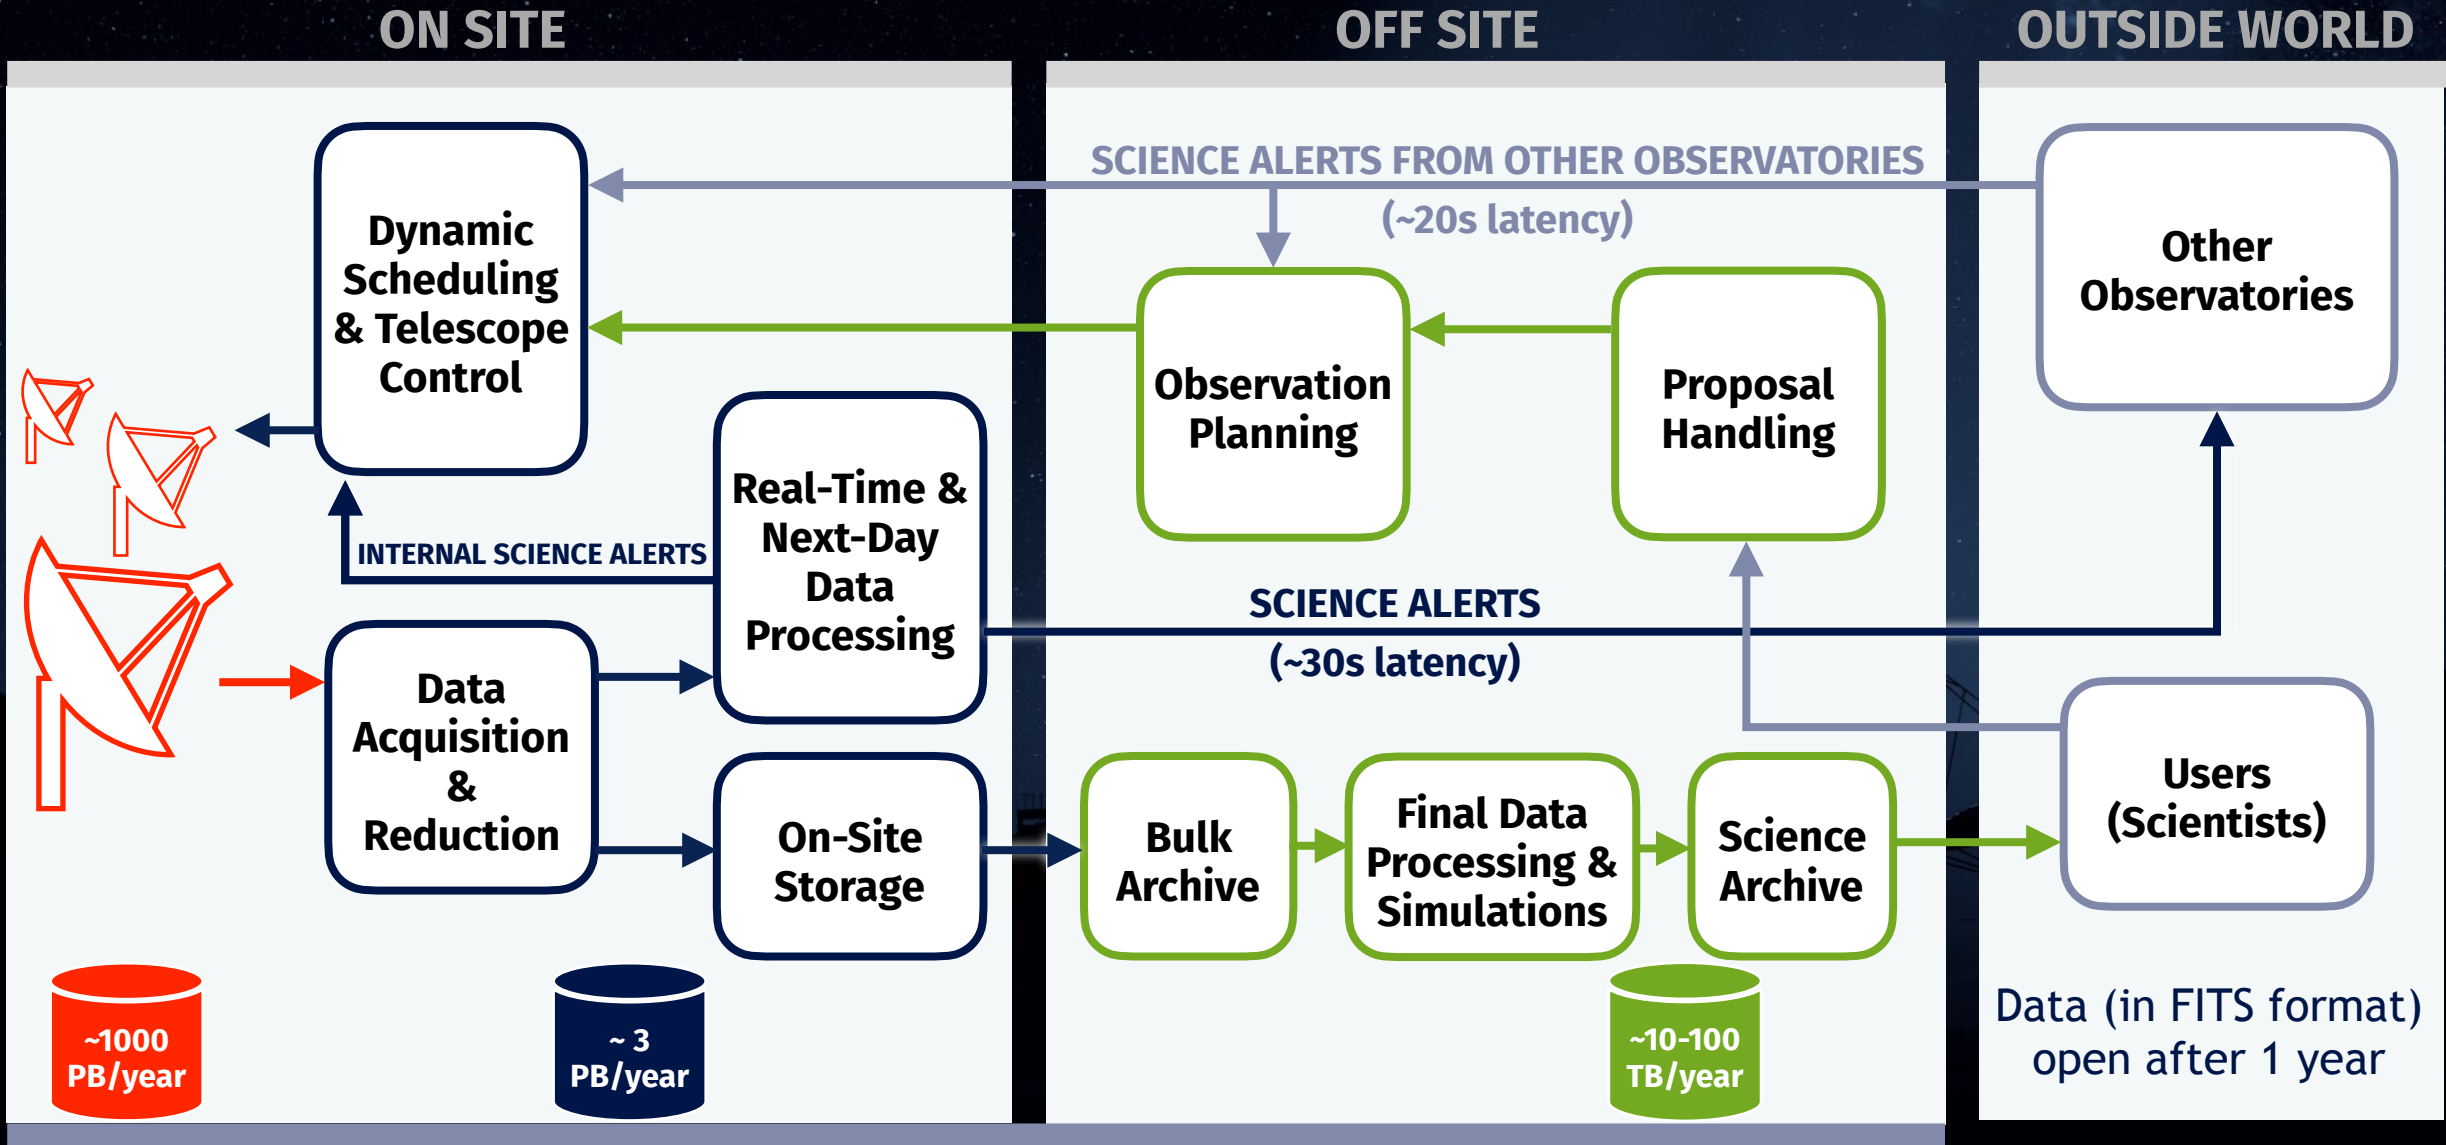 ON SITE
OFF SITE
OUTSIDE WORLD
Dynamic
Scheduling
& Telescope
Control
SCIENCE ALERTS FROM OTHER OBSERVATORIES
(~20s latency)
Other
Observatories
Observation
Planning
Proposal
Handling
Real-Time &
Next-Day
Data
Processing
INTERNAL SCIENCE ALERTS
SCIENCE ALERTS
(~30s latency)
Data
Acquisition
&
Reduction
On-Site
Storage
Bulk
Archive
Final Data
Processing &
Simulations
Science
Archive
Users
(Scientists)
~1000
PB/year
~ 3
PB/year
~10-100
TB/year
Data (in FITS format)
open after 1 year